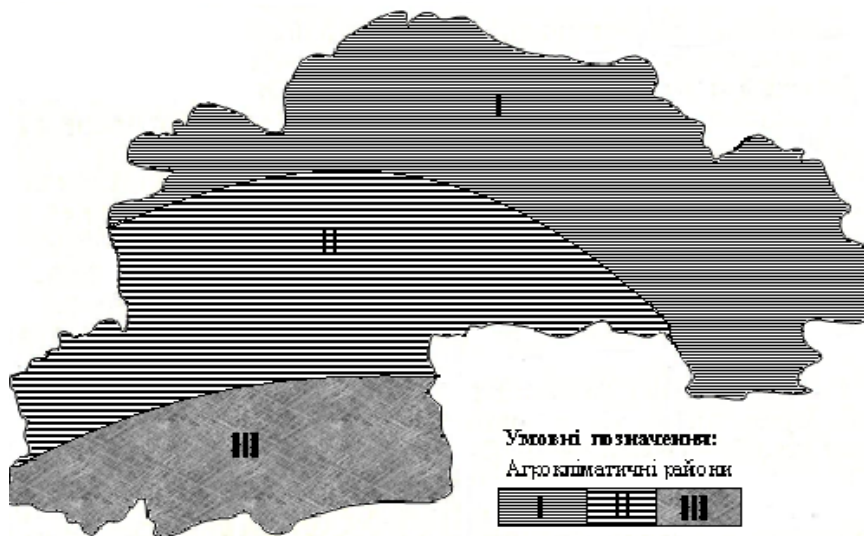 I
II
III
Умовні позначення:
Агрокліматичні райони
I II III